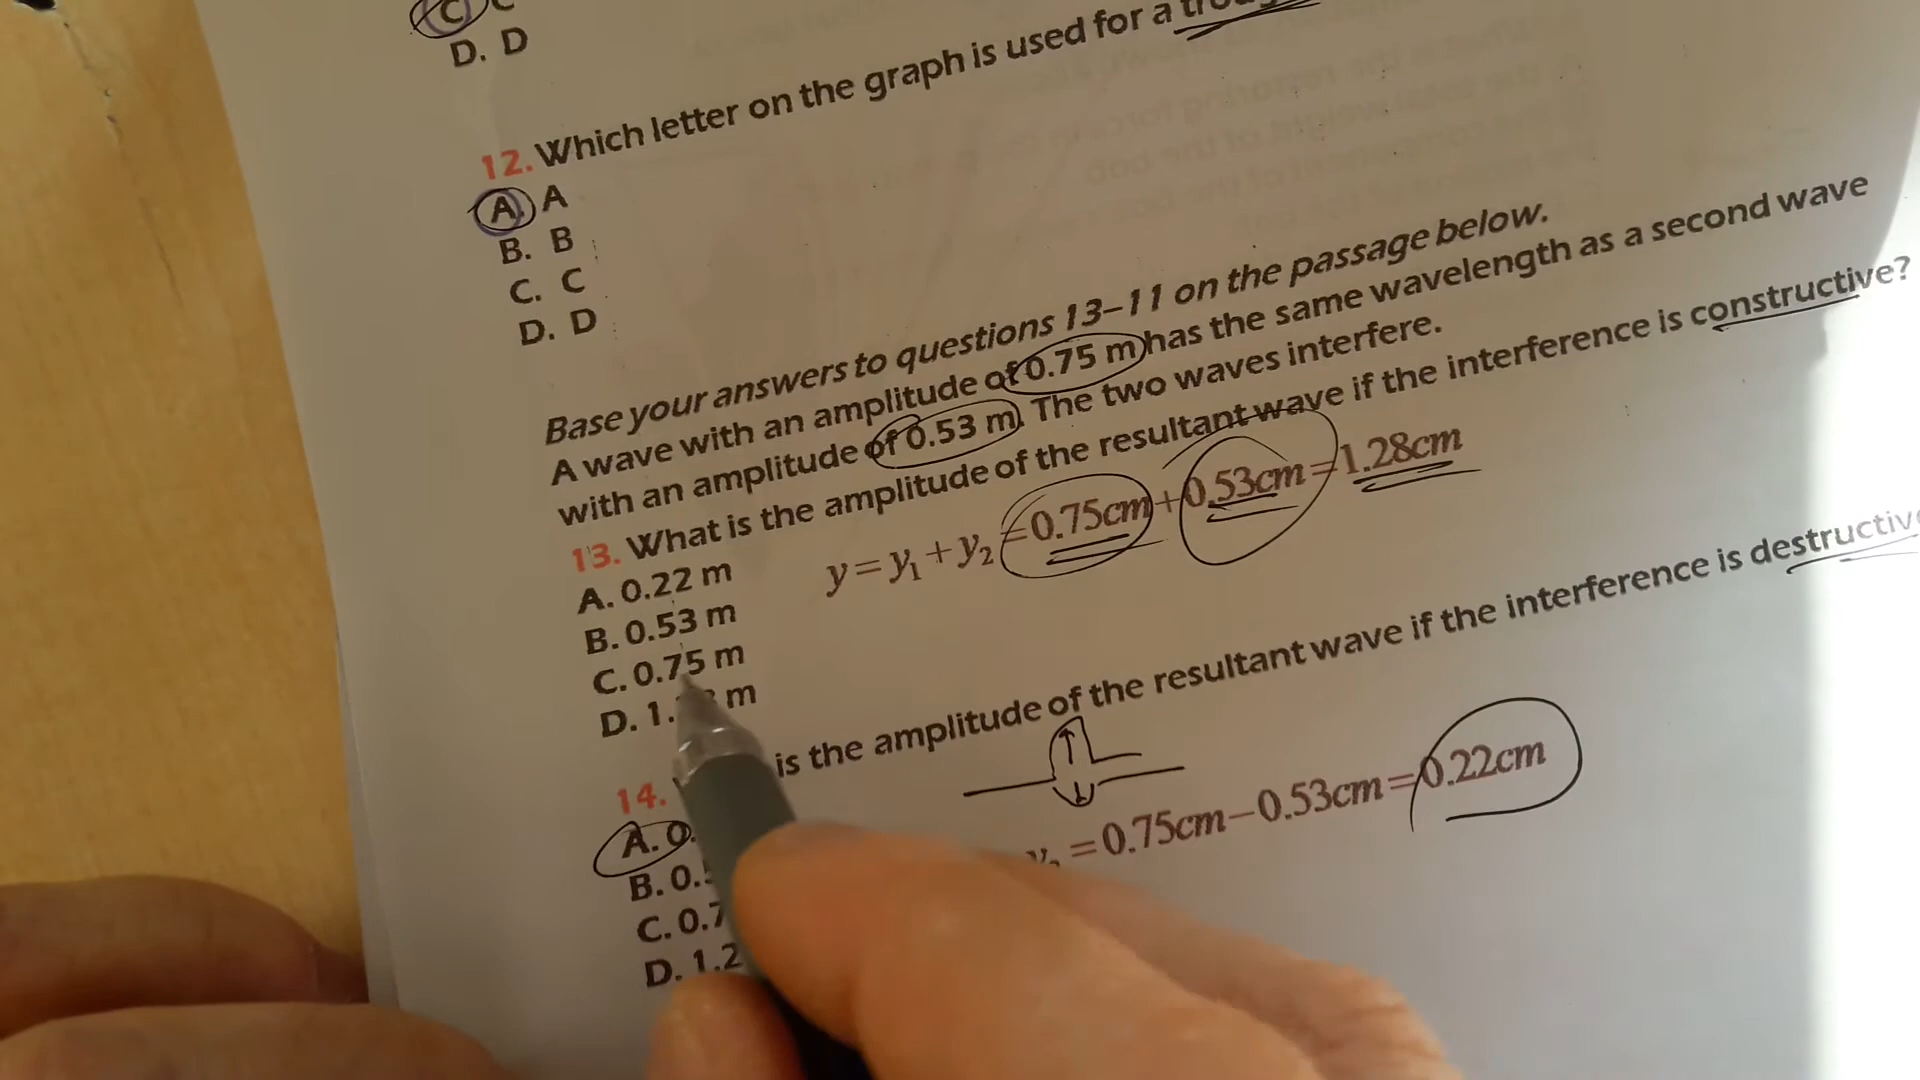 C
D. D
12. Which letter on the graph is used for a
A. A
B. B
C. C
D. D
Base your answers to questions 13–11 on the passage below.
A wave with an amplitude of 0.75 m has the same wavelength as a second wave
with an amplitude of 0.53 m. The two waves interfere.
13. What is the amplitude of the resultant wave if the interference is constructive?
A. 0.22 m
B. 0.53 m
C. 0.75 m
D. 1. m
y = y₁ + y₂ = 0.75cm + 0.53cm = 1.28cm
14. is the amplitude of the resultant wave if the interference is destructiv
A. 0.
B. 0.
C. 0.7
D. 1.2
= 0.75cm − 0.53cm = 0.22cm